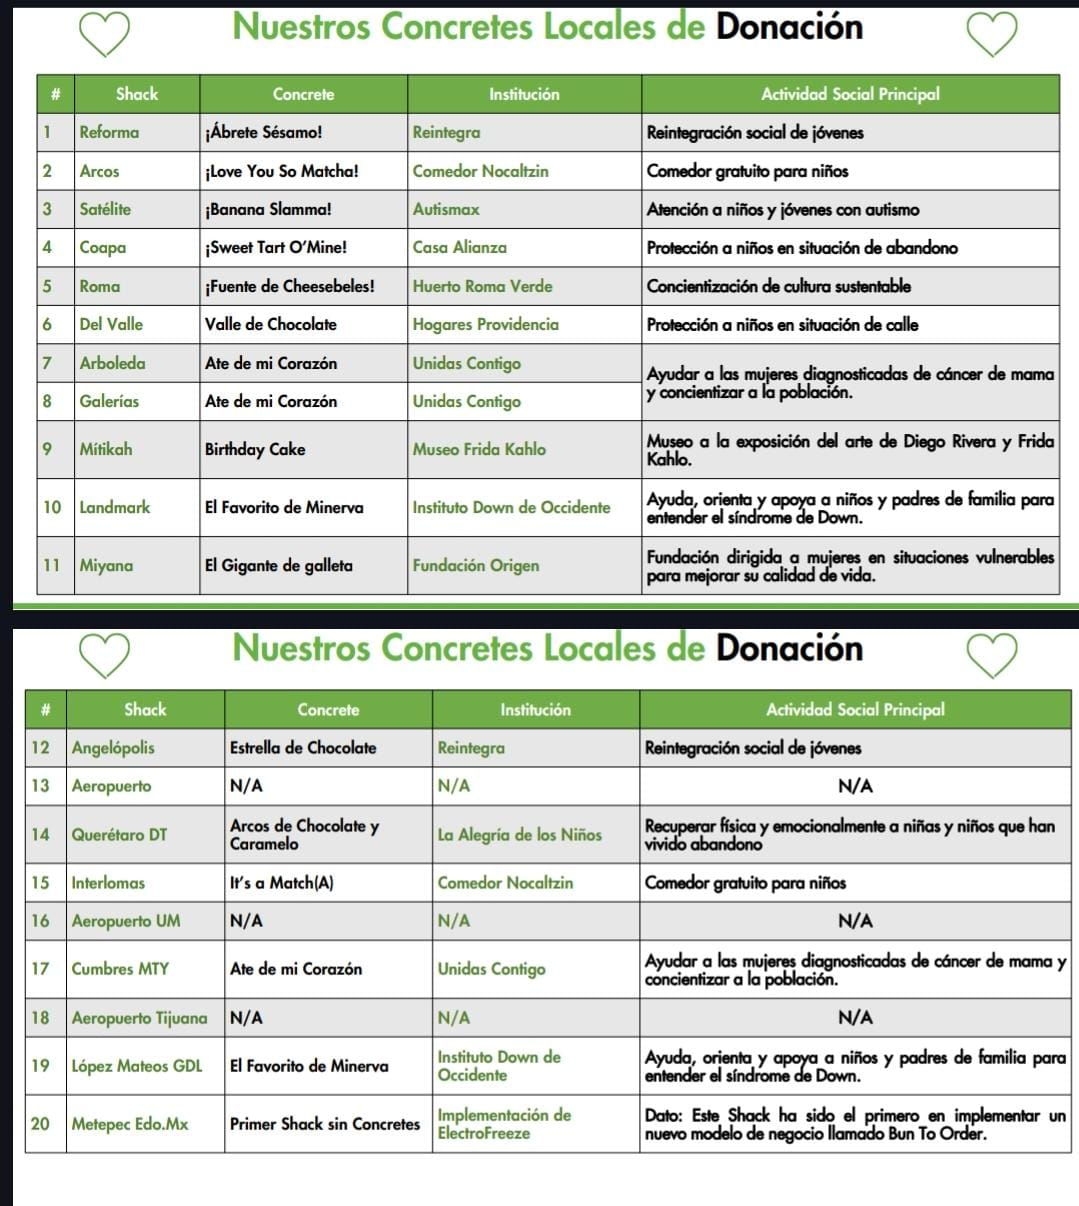 Nuestros Concretes Locales de Donación
# Shack Concrete Institución Actividad Social Principal
1 Reforma ¡Ábrete Sésamo! Reintegra Reintegración social de jóvenes
2 Arcos ¡Love You So Matcha! Comedor Nocaltzin Comedor gratuito para niños
3 Satélite ¡Banana Slamma! Autismax Atención a niños y jóvenes con autismo
4 Coapa ¡Sweet Tart O'Mine! Casa Alianza Protección a niños en situación de abandono
5 Roma ¡Fuente de Cheesebeles! Huerto Roma Verde Concientización de cultura sustentable
6 Del Valle Valle de Chocolate Hogares Providencia Protección a niños en situación de calle
7 Arboleda Ate de mi Corazón Unidas Contigo
Ayudar a las mujeres diagnosticadas de cáncer de mama
y concientizar a la población.
8 Galerías Ate de mi Corazón Unidas Contigo
9 Mítikah Birthday Cake Museo Frida Kahlo Museo a la exposición del arte de Diego Rivera y Frida
Kahlo.
10 Landmark El Favorito de Minerva Instituto Down de Occidente Ayuda, orienta y apoya a niños y padres de familia para
entender el síndrome de Down.
11 Miyana El Gigante de galleta Fundación Origen Fundación dirigida a mujeres en situaciones vulnerables
para mejorar su calidad de vida.
Nuestros Concretes Locales de Donación
# Shack Concrete Institución Actividad Social Principal
12 Angelópolis Estrella de Chocolate Reintegra Reintegración social de jóvenes
13 Aeropuerto N/A N/A N/A
14 Querétaro DT Arcos de Chocolate y
Caramelo La Alegría de los Niños Recuperar física y emocionalmente a niñas y niños que han
vivido abandono
15 Interlomas It's a Match(A) Comedor Nocaltzin Comedor gratuito para niños
16 Aeropuerto UM N/A N/A N/A
17 Cumbres MTY Ate de mi Corazón Unidas Contigo Ayudar a las mujeres diagnosticadas de cáncer de mama y
concientizar a la población.
18 Aeropuerto Tijuana N/A N/A N/A
19 López Mateos GDL El Favorito de Minerva Instituto Down de
Occidente Ayuda, orienta y apoya a niños y padres de familia para
entender el síndrome de Down.
20 Metepec Edo.Mx Primer Shack sin Concretes Implementación de
ElectroFreeze Dato: Este Shack ha sido el primero en implementar un
nuevo modelo de negocio llamado Bun To Order.